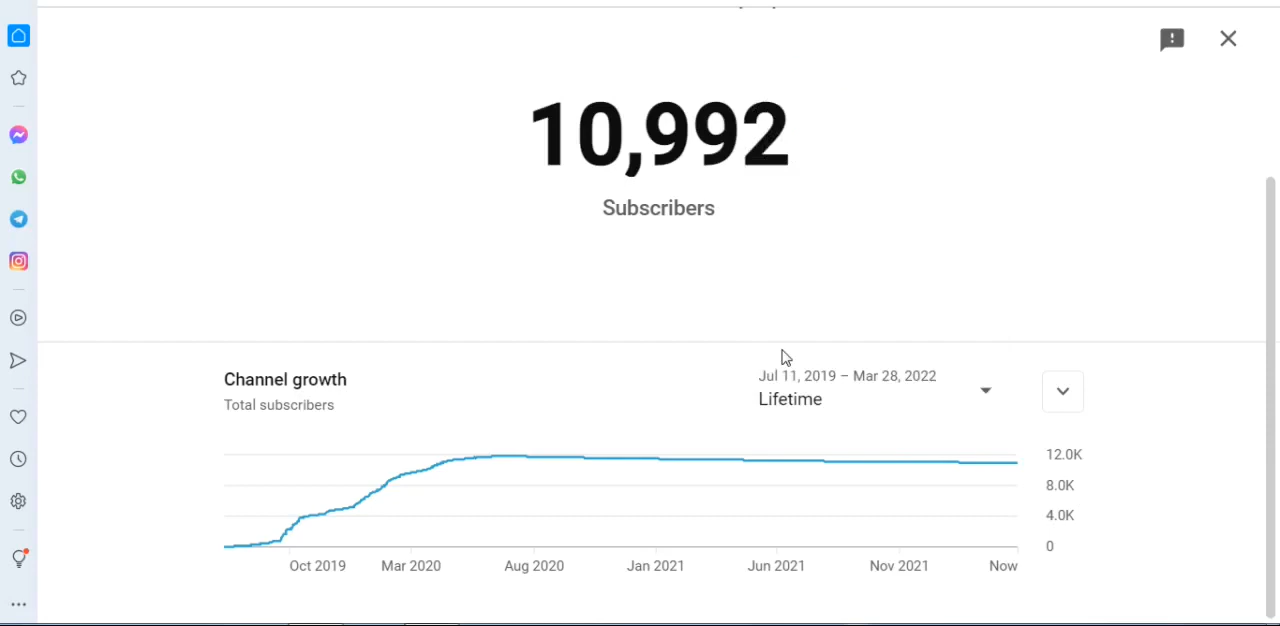 10,992
Subscribers
Channel growth
Total subscribers
Jul 11, 2019 – Mar 28, 2022
Lifetime
12.0K
8.0K
4.0K
0
Oct 2019 Mar 2020 Aug 2020 Jan 2021 Jun 2021 Nov 2021 Now